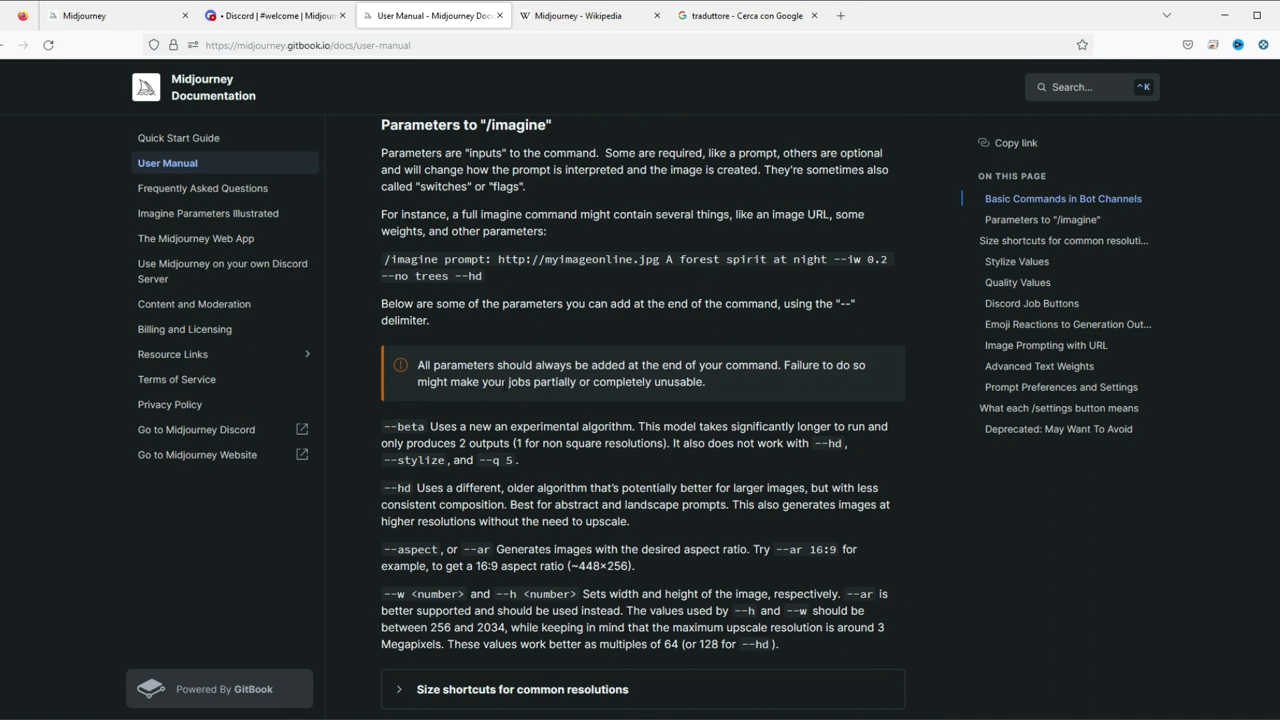 Midjourney
• Discord | #welcome | Midjourn
User Manual - Midjourney Docs
Midjourney - Wikipedia
traduttore - Cerca con Google
https://midjourney.gitbook.io/docs/user-manual
Midjourney
Documentation
Search...
^K
Quick Start Guide
User Manual
Frequently Asked Questions
Imagine Parameters Illustrated
The Midjourney Web App
Use Midjourney on your own Discord
Server
Content and Moderation
Billing and Licensing
Resource Links
Terms of Service
Privacy Policy
Go to Midjourney Discord
Go to Midjourney Website
Powered By GitBook
Parameters to "/imagine"
Parameters are "inputs" to the command. Some are required, like a prompt, others are optional
and will change how the prompt is interpreted and the image is created. They're sometimes also
called "switches" or "flags".
For instance, a full imagine command might contain several things, like an image URL, some
weights, and other parameters:
/imagine prompt: http://myimageonline.jpg A forest spirit at night --iw 0.2
--no trees --hd
Below are some of the parameters you can add at the end of the command, using the "--"
delimiter.
All parameters should always be added at the end of your command. Failure to do so
might make your jobs partially or completely unusable.
--beta Uses a new an experimental algorithm. This model takes significantly longer to run and
only produces 2 outputs (1 for non square resolutions). It also does not work with --hd,
--stylize, and --q 5.
--hd Uses a different, older algorithm that's potentially better for larger images, but with less
consistent composition. Best for abstract and landscape prompts. This also generates images at
higher resolutions without the need to upscale.
--aspect, or --ar Generates images with the desired aspect ratio. Try --ar 16:9 for
example, to get a 16:9 aspect ratio (~448×256).
--w <number> and --h <number> Sets width and height of the image, respectively. --ar is
better supported and should be used instead. The values used by --h and --w should be
between 256 and 2034, while keeping in mind that the maximum upscale resolution is around 3
Megapixels. These values work better as multiples of 64 (or 128 for --hd).
Size shortcuts for common resolutions
Copy link
ON THIS PAGE
Basic Commands in Bot Channels
Parameters to "/imagine"
Size shortcuts for common resoluti...
Stylize Values
Quality Values
Discord Job Buttons
Emoji Reactions to Generation Out...
Image Prompting with URL
Advanced Text Weights
Prompt Preferences and Settings
What each /settings button means
Deprecated: May Want To Avoid